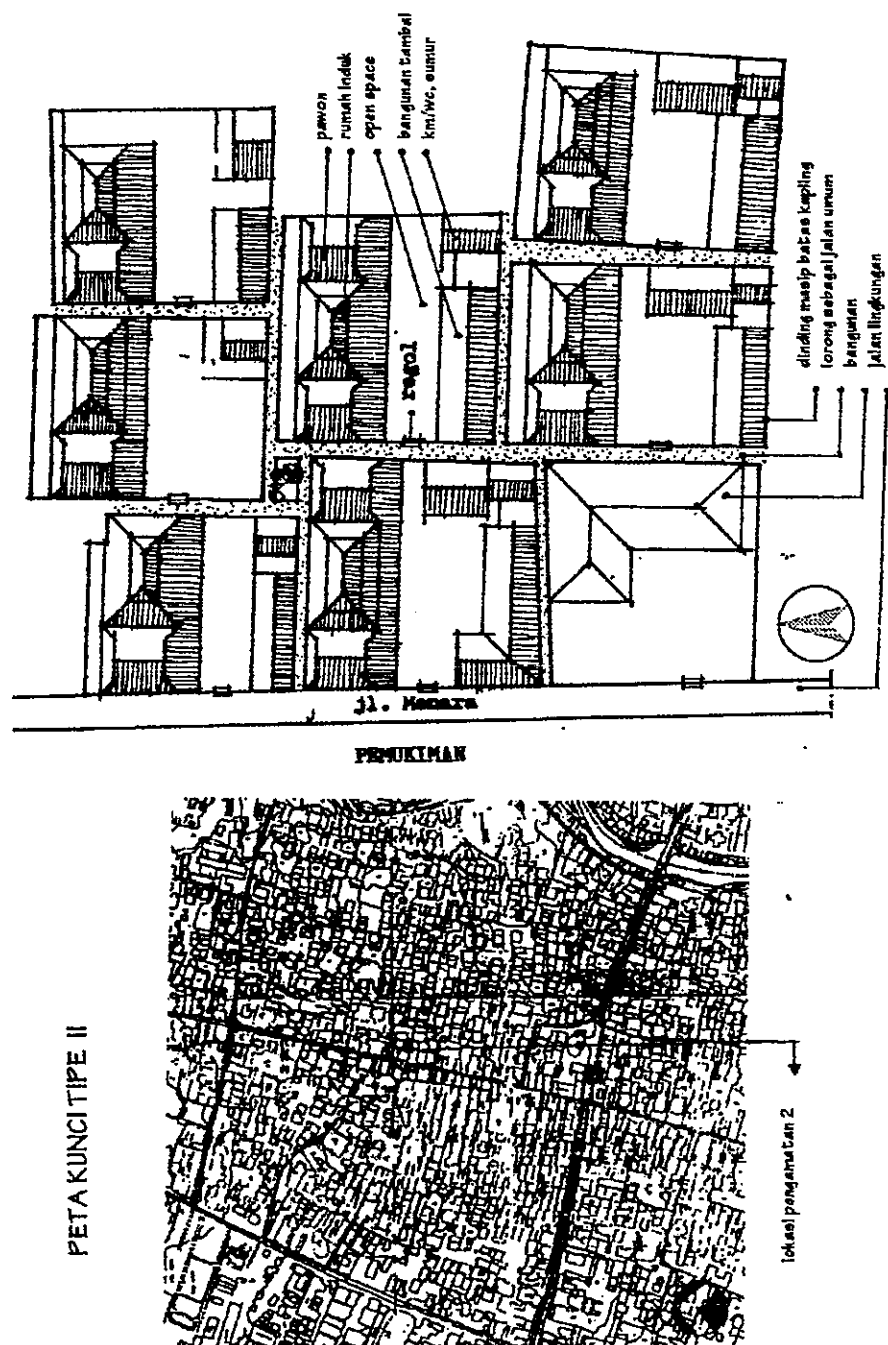 pawon
rumah induk
open space
bangunan tambal
km/wc, sumur
regol
dinding masip batas kapling
lorong sebagai jalan umum
bangunan
jalan lingkungan
jl. Menara
PEMUKIMAN
PETA KUNCI TIPE II
lokasi pengamatan 2